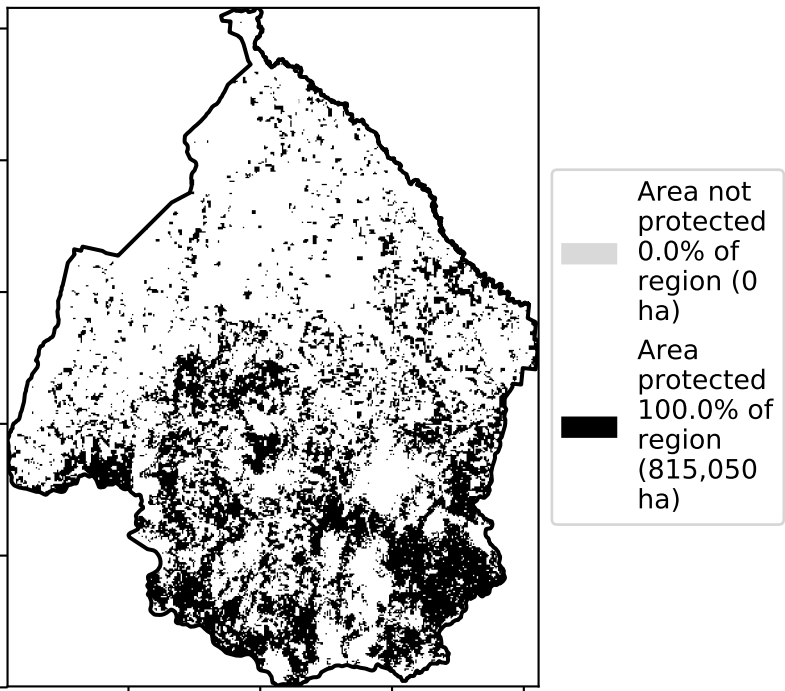 Area not
protected
0.0% of
region (0
ha)
Area
protected
100.0% of
region
(815,050
ha)